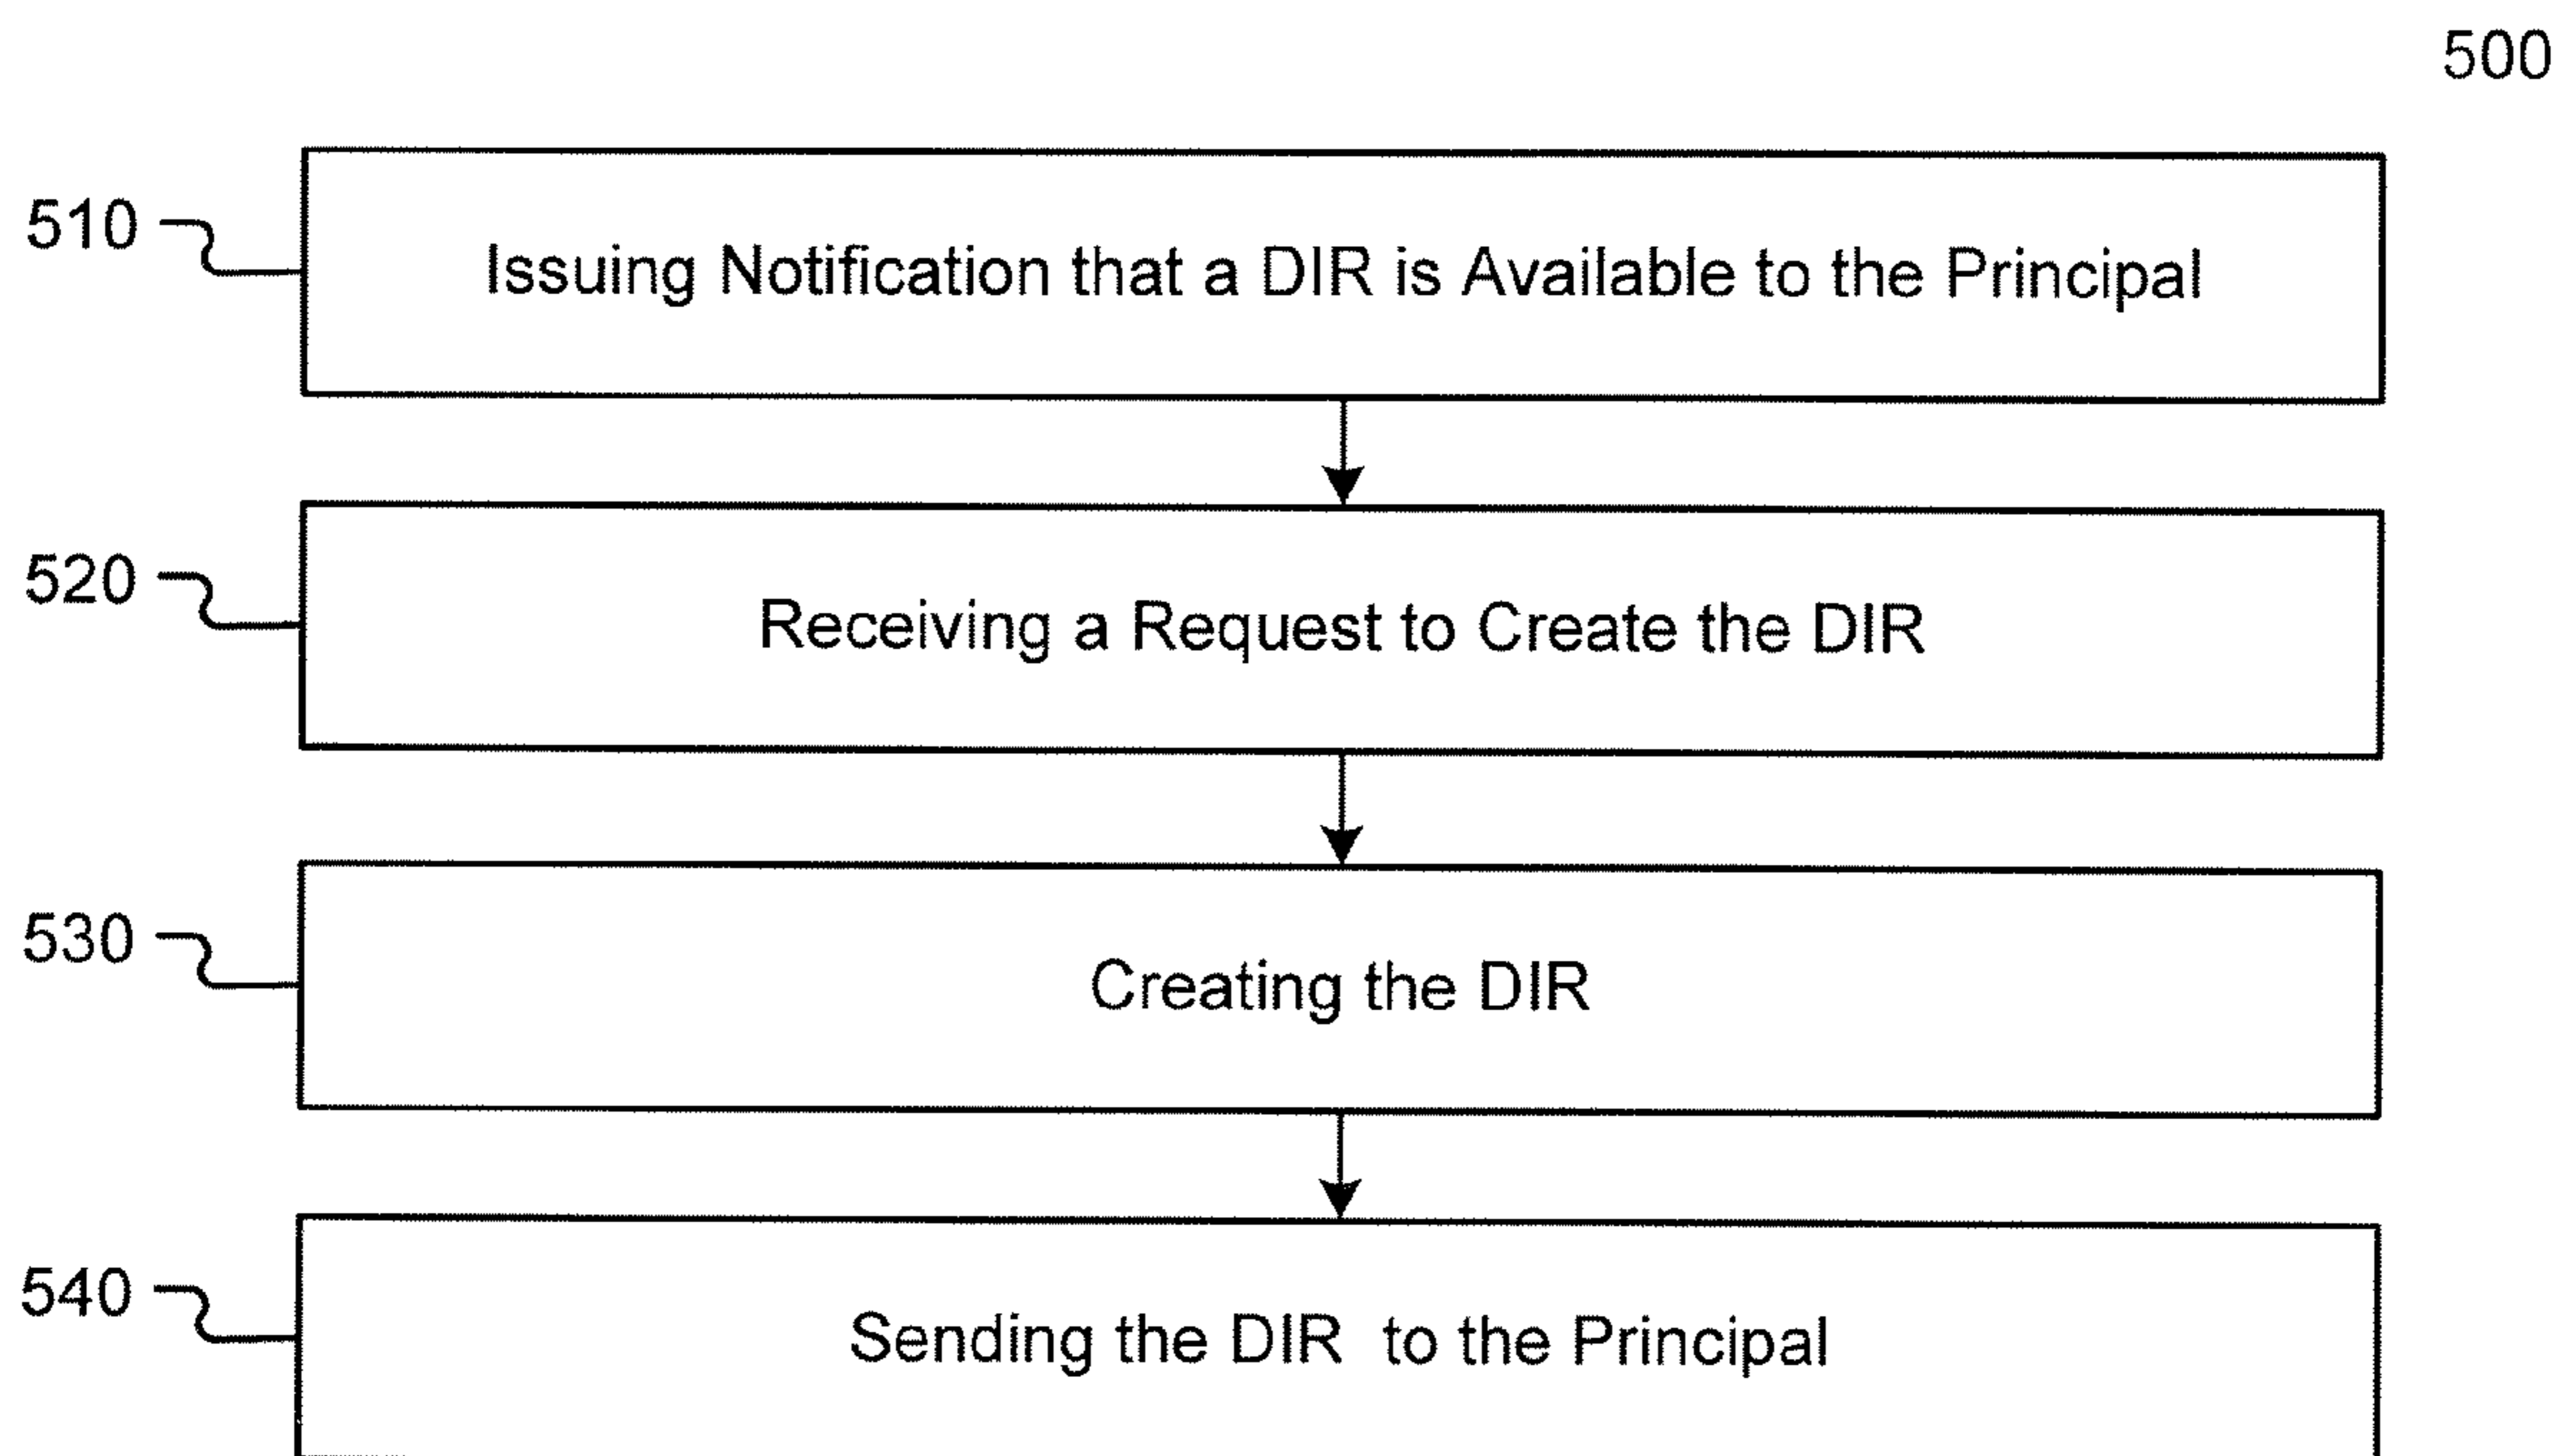 500
510
Issuing Notification that a DIR is Available to the Principal
520
Receiving a Request to Create the DIR
530
Creating the DIR
540
Sending the DIR to the Principal